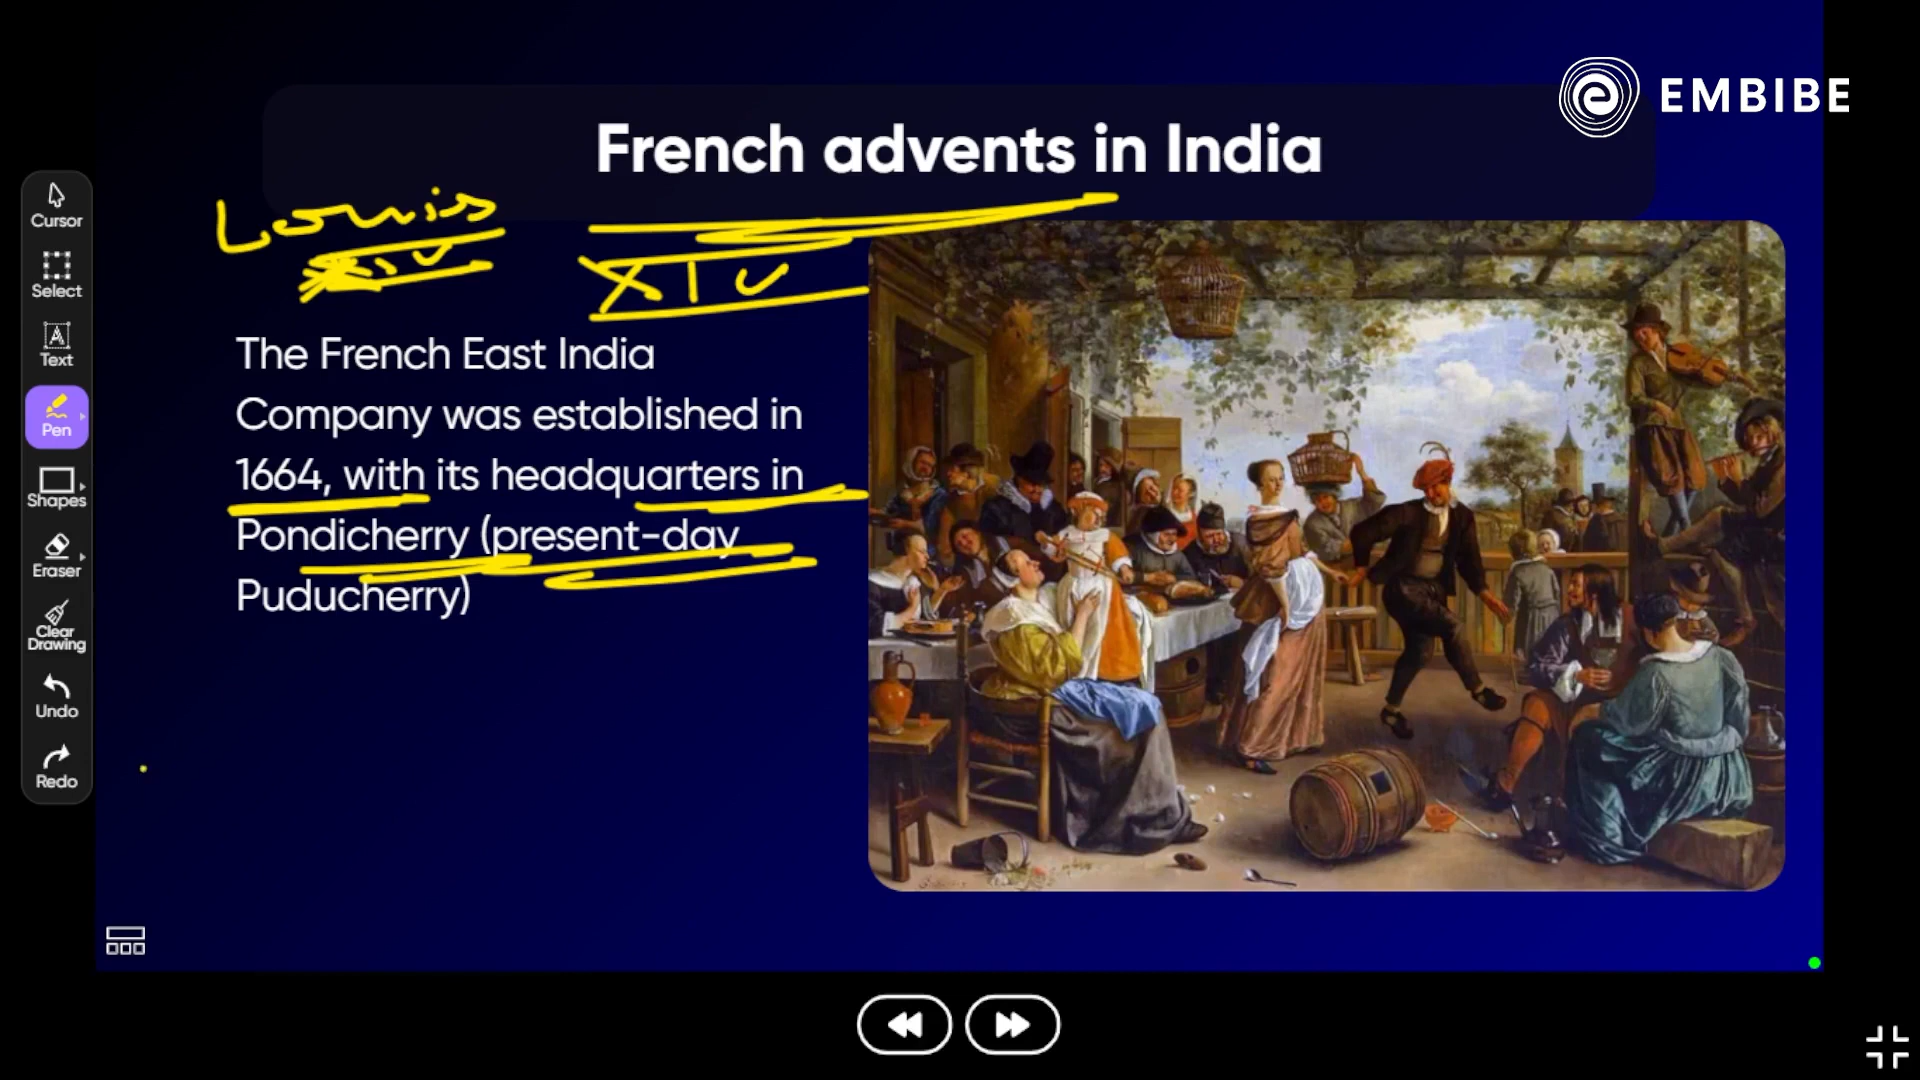 EMBIBE
French advents in India
Louis
XIV
XIV
The French East India
Company was established in
1664, with its headquarters in
Pondicherry (present-day
Puducherry)
Cursor
Select
Text
Pen
Shapes
Eraser
Clear
Drawing
Undo
Redo